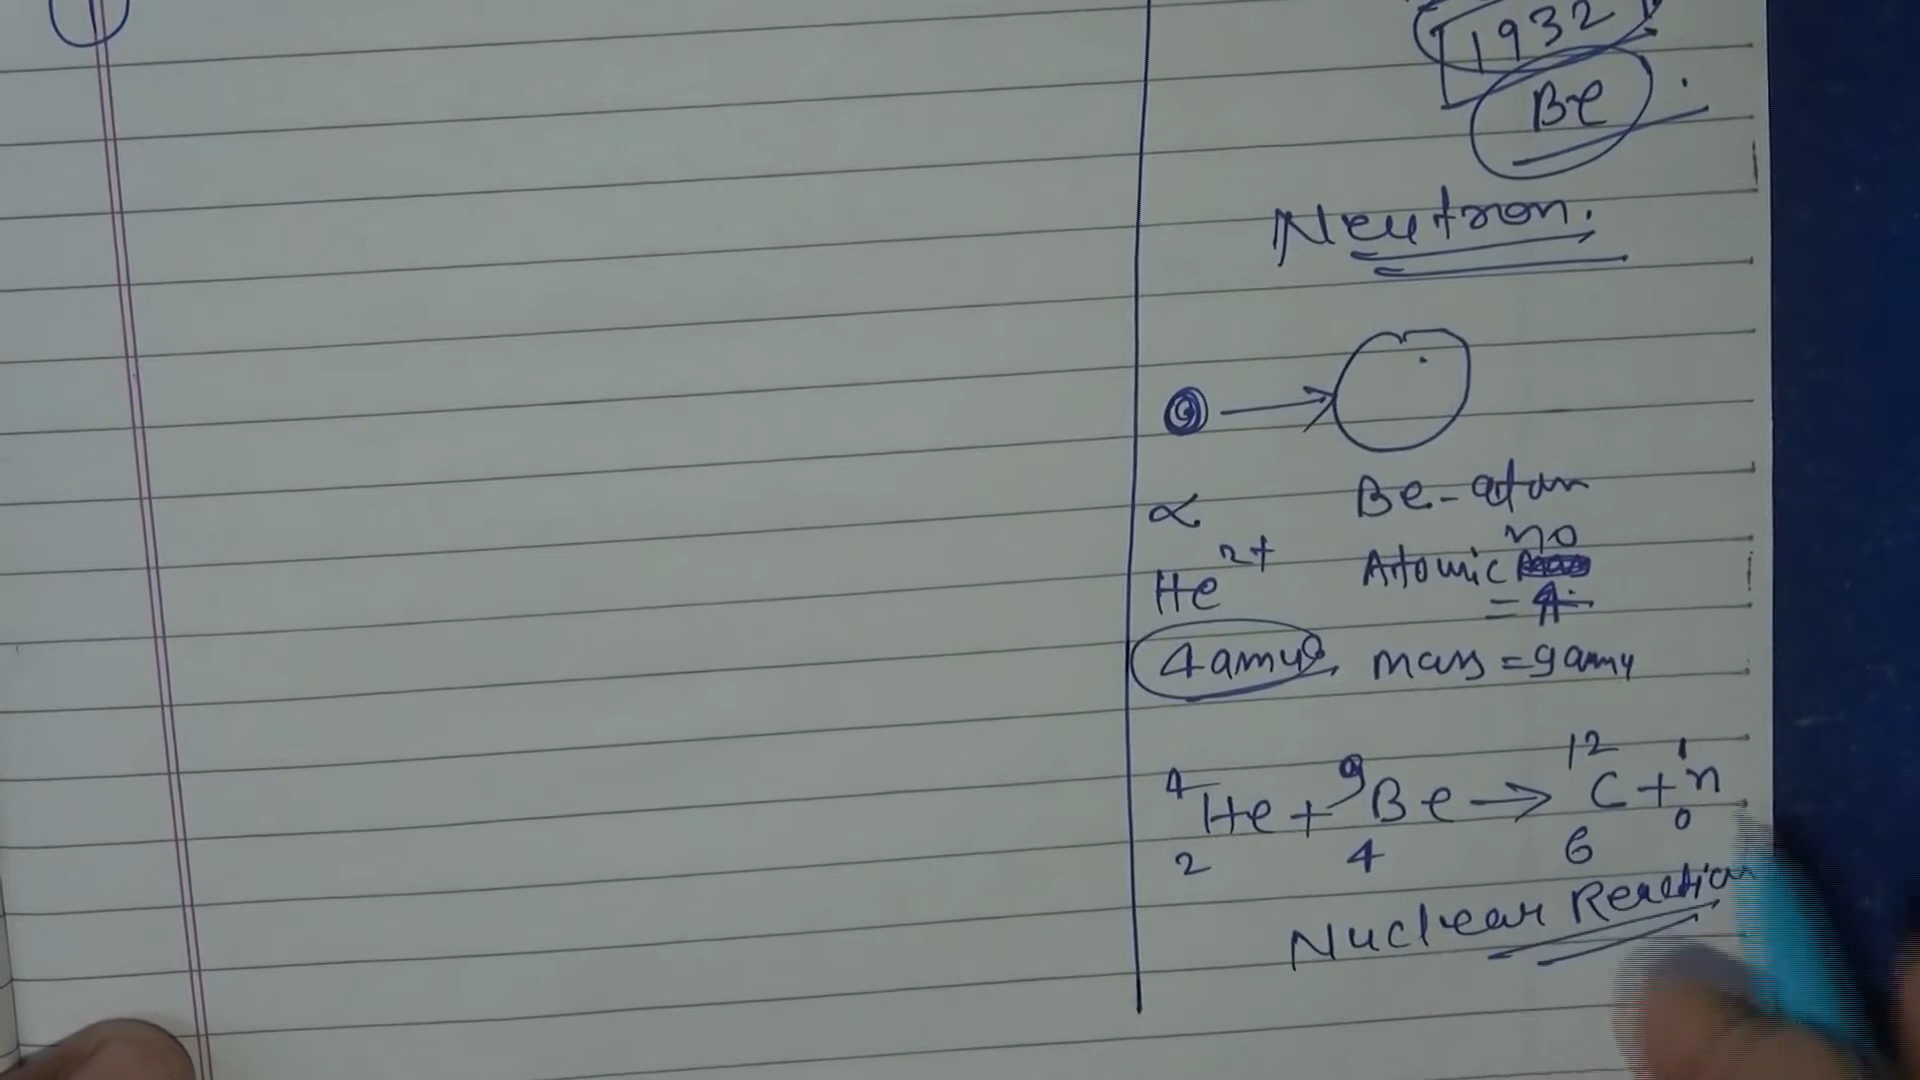 1932
Be
Neutron.
α Be-atom
He²⁺ Atomic no
= 4
4 amu, mass = 9 amu
⁴₂He + ⁹₄Be → ¹²₆C + ¹₀n
Nuclear Reaction